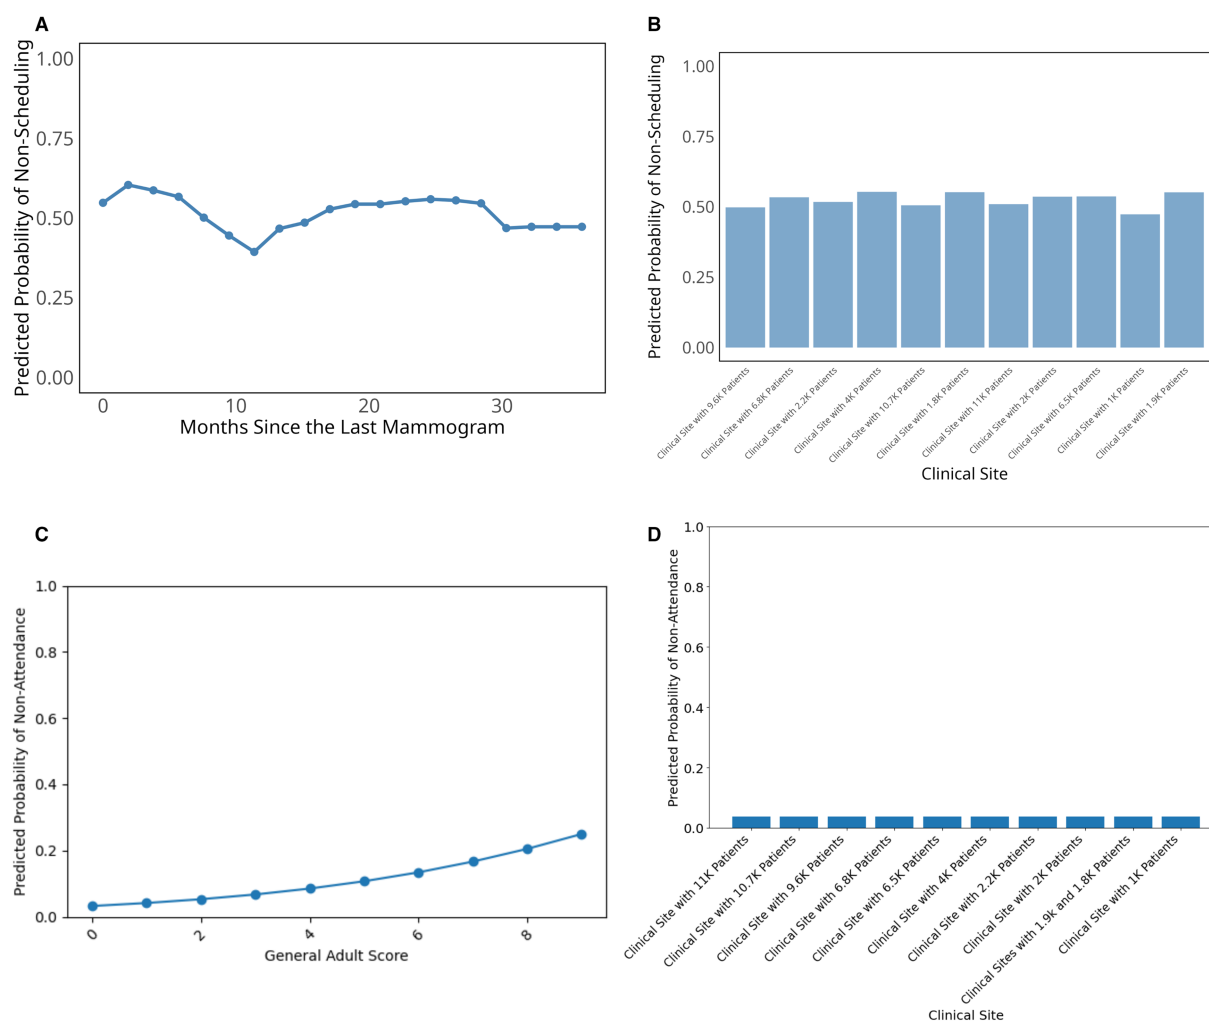 A
Predicted Probability of Non-Scheduling
1.00
0.75
0.50
0.25
0.00
0
10
20
30
Months Since the Last Mammogram
B
Predicted Probability of Non-Scheduling
1.00
0.75
0.50
0.25
0.00
Clinical Site with 9.6K Patients
Clinical Site with 6.8K Patients
Clinical Site with 2.2K Patients
Clinical Site with 4K Patients
Clinical Site with 10.7K Patients
Clinical Site with 1.8K Patients
Clinical Site with 11K Patients
Clinical Site with 2K Patients
Clinical Site with 6.5K Patients
Clinical Site with 1K Patients
Clinical Site with 1.9K Patients
Clinical Site
C
Predicted Probability of Non-Attendance
1.0
0.8
0.6
0.4
0.2
0.0
0
2
4
6
8
General Adult Score
D
Predicted Probability of Non-Attendance
1.0
0.8
0.6
0.4
0.2
0.0
Clinical Site with 11K Patients
Clinical Site with 10.7K Patients
Clinical Site with 9.6K Patients
Clinical Site with 6.8K Patients
Clinical Site with 6.5K Patients
Clinical Site with 4K Patients
Clinical Site with 2.2K Patients
Clinical Site with 2K Patients
Clinical Sites with 1.9k and 1.8K Patients
Clinical Site with 1K Patients
Clinical Site